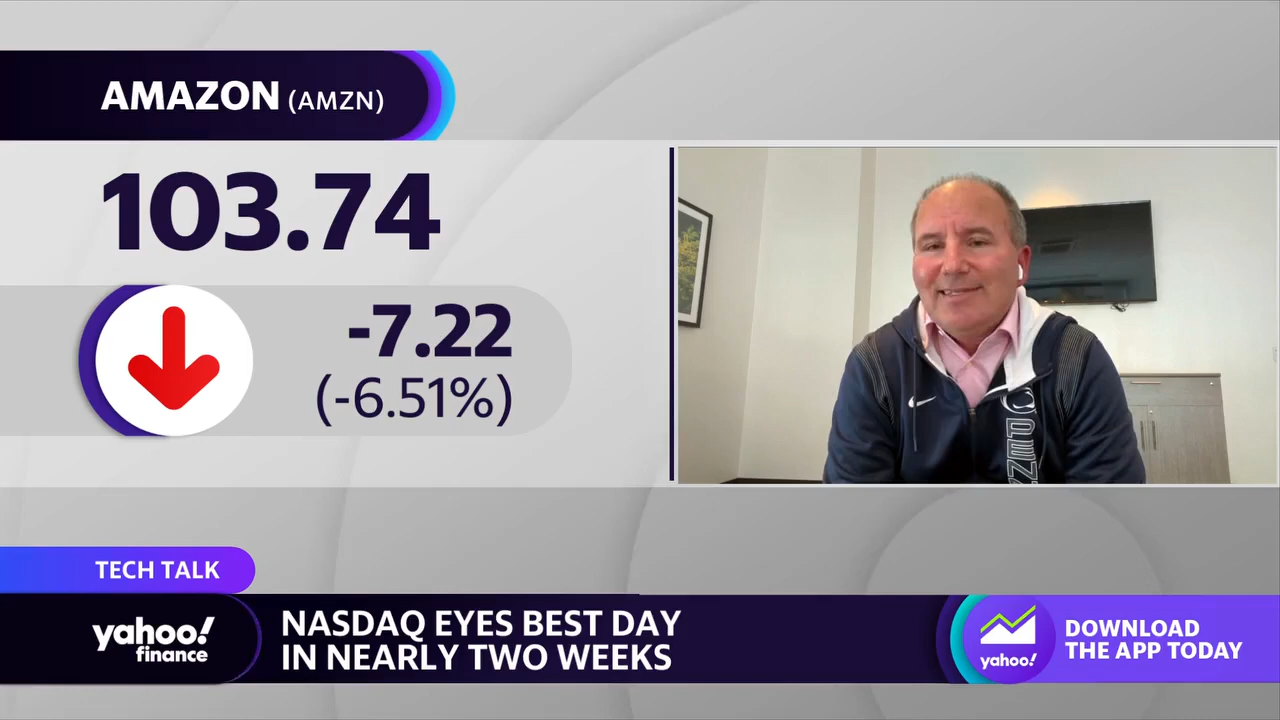 AMAZON (AMZN)
103.74
-7.22
(-6.51%)
PEN
TECH TALK
yahoo!
finance
NASDAQ EYES BEST DAY
IN NEARLY TWO WEEKS
yahoo!
DOWNLOAD
THE APP TODAY